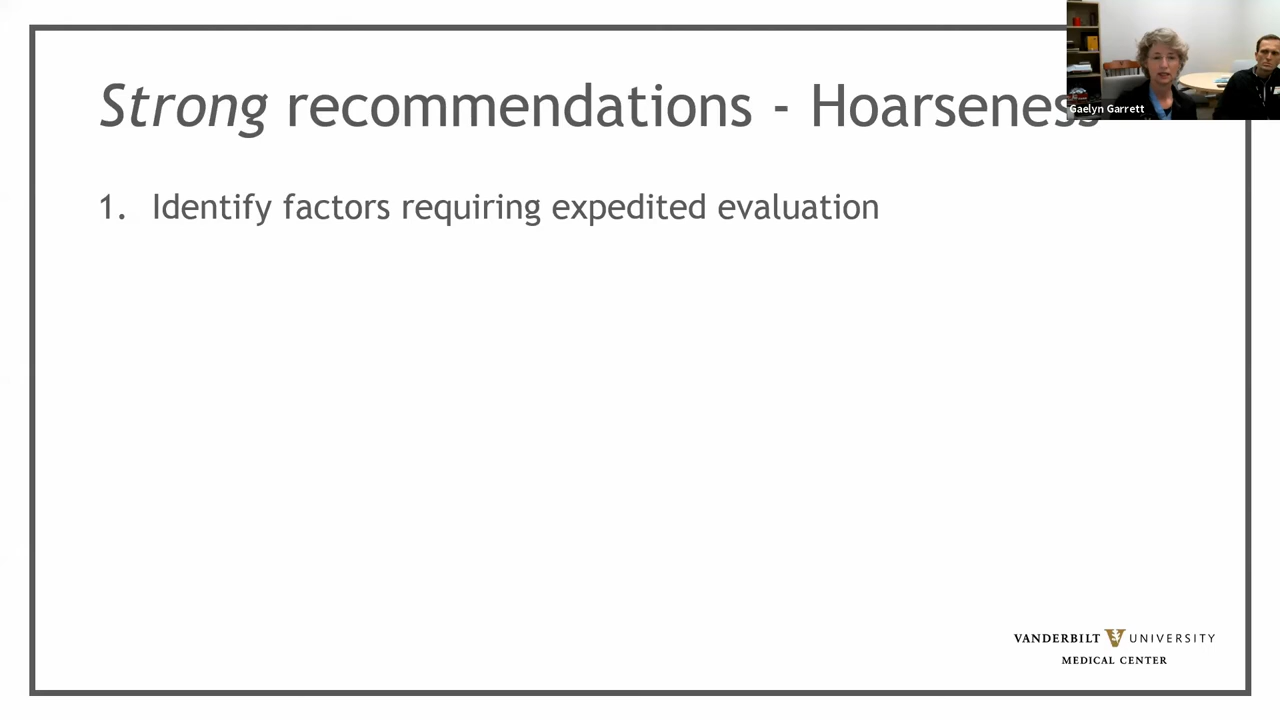 Strong recommendations - Hoarseness
Gaelyn Garrett
1. Identify factors requiring expedited evaluation
VANDERBILT V UNIVERSITY
MEDICAL CENTER